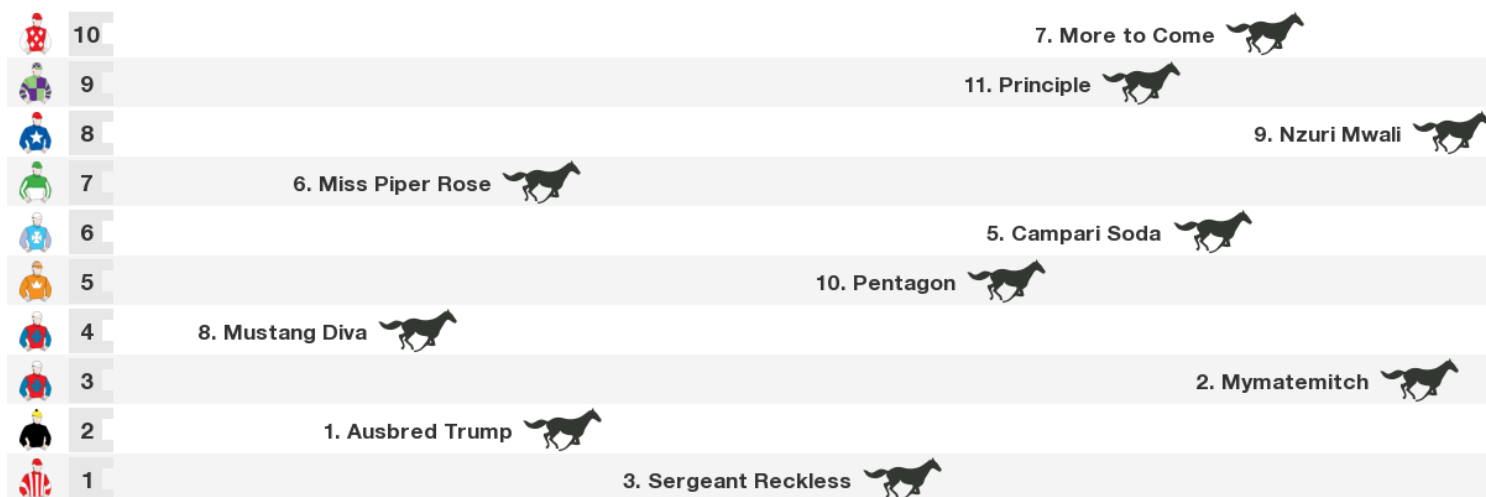 10 7. More to Come
9 11. Principle
8 9. Nzuri Mwali
7 6. Miss Piper Rose
6 5. Campari Soda
5 10. Pentagon
4 8. Mustang Diva
3 2. Mymatemitch
2 1. Ausbred Trump
1 3. Sergeant Reckless